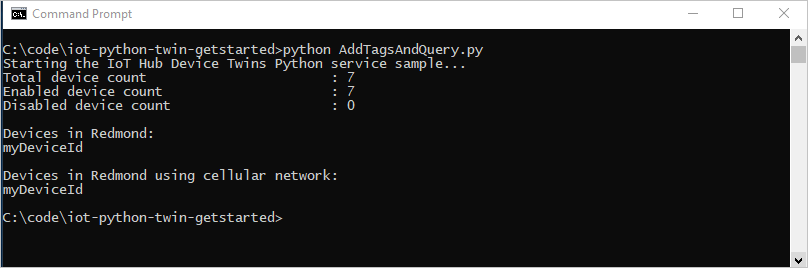 Command Prompt
C:\code\iot-python-twin-getstarted>python AddTagsAndQuery.py
Starting the IoT Hub Device Twins Python service sample...
Total device count                       : 7
Enabled device count                     : 7
Disabled device count                    : 0
Devices in Redmond:
myDeviceId
Devices in Redmond using cellular network:
myDeviceId
C:\code\iot-python-twin-getstarted>